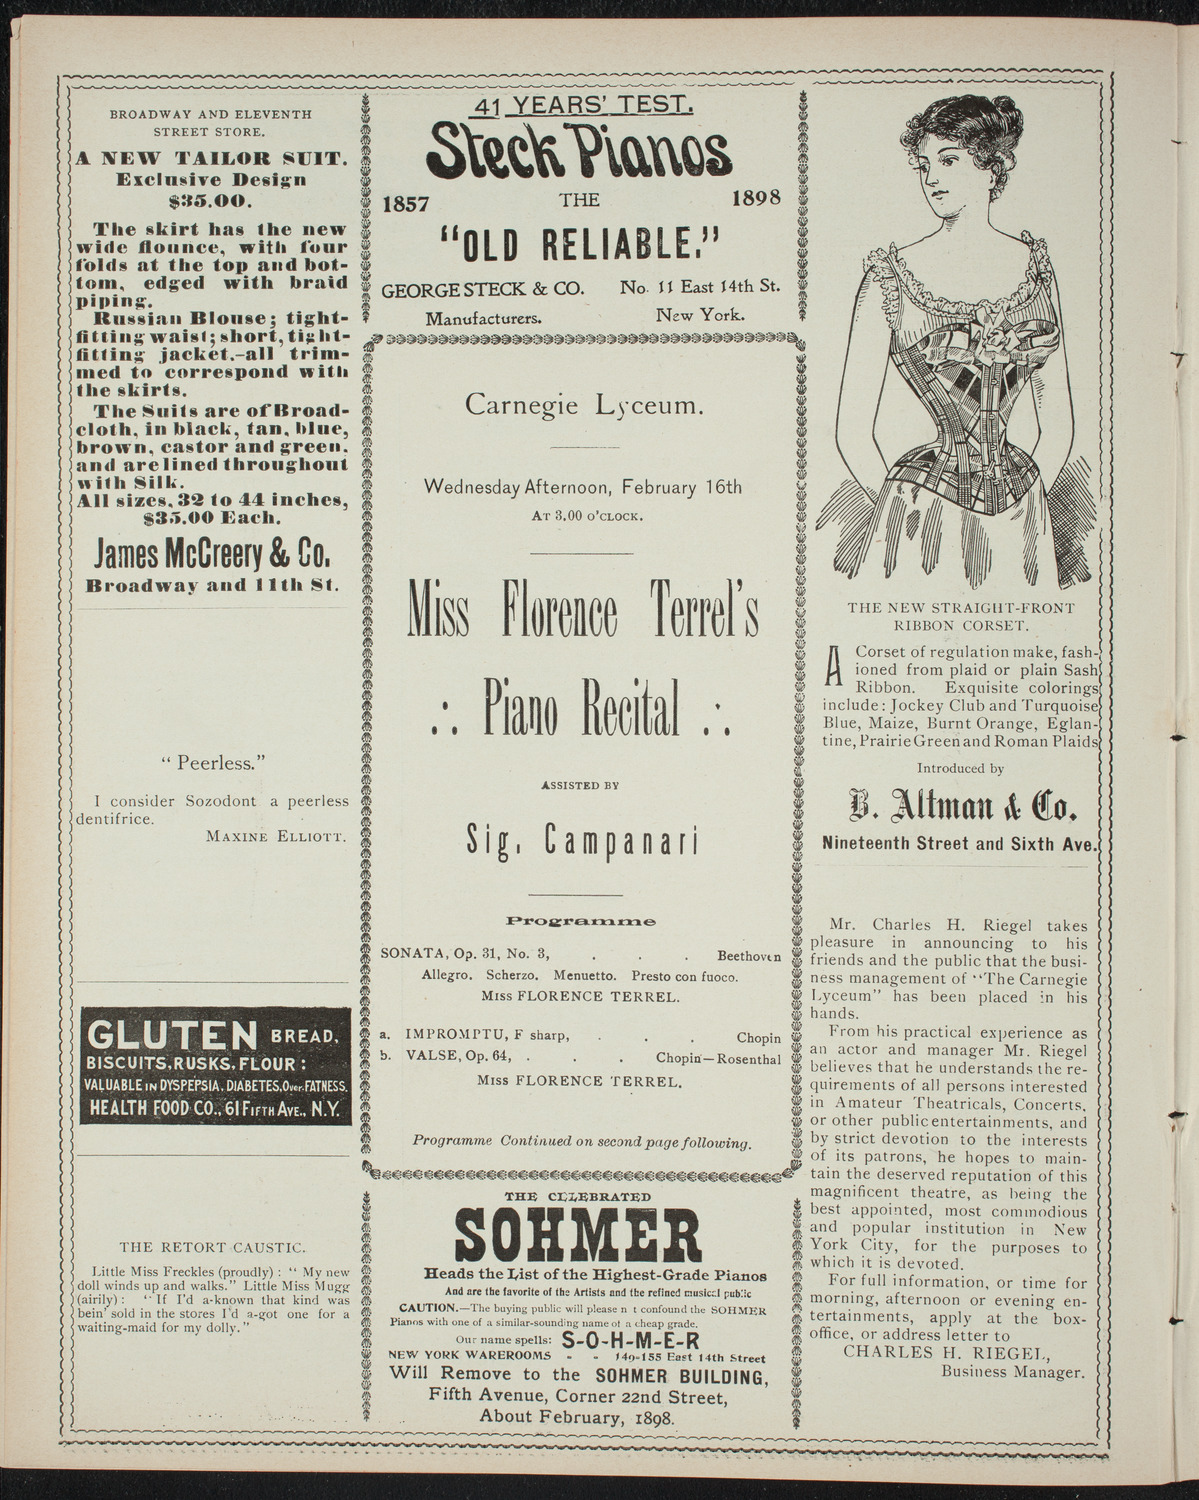 BROADWAY AND ELEVENTH
STREET STORE.
A NEW TAILOR SUIT.
Exclusive Design
$35.00.
The skirt has the new
wide flounce, with four
folds at the top and bot-
tom, edged with braid
piping.
Russian Blouse; tight-
fitting waist; short, tight-
fitting jacket.—all trim-
med to correspond with
the skirts.
The Suits are of Broad-
cloth, in black, tan, blue,
brown, castor and green.
and are lined throughout
with Silk.
All sizes, 32 to 44 inches,
$35.00 Each.
James McCreery & Co.
Broadway and 11th St.
"Peerless."
I consider Sozodont a peerless
dentifrice.
MAXINE ELLIOTT.
GLUTEN BREAD,
BISCUITS, RUSKS, FLOUR:
VALUABLE IN DYSPEPSIA, DIABETES, OVER-FATNESS.
HEALTH FOOD CO., 61 FIFTH AVE., N.Y.
THE RETORT CAUSTIC.
Little Miss Freckles (proudly): "My new
doll winds up and walks." Little Miss Mugg
(airily): "If I'd a-known that kind was
bein' sold in the stores I'd a-got one for a
waiting-maid for my dolly."
41 YEARS' TEST.
Steck Pianos
1857 THE 1898
"OLD RELIABLE."
GEORGE STECK & CO. No. 11 East 14th St.
Manufacturers. New York.
Carnegie Lyceum.
Wednesday Afternoon, February 16th
AT 3.00 O'CLOCK.
Miss Florence Terrel's
∴ Piano Recital ∴
ASSISTED BY
Sig. Campanari
Programme
SONATA, Op. 31, No. 3, . . . Beethoven
Allegro. Scherzo. Menuetto. Presto con fuoco.
Miss FLORENCE TERREL.
a. IMPROMPTU, F sharp, . . . Chopin
b. VALSE, Op. 64, . . . Chopin—Rosenthal
Miss FLORENCE TERREL.
Programme Continued on second page following.
THE CELEBRATED
SOHMER
Heads the List of the Highest-Grade Pianos
And are the favorite of the Artists and the refined musical public
CAUTION.—The buying public will please n t confound the SOHMER
Pianos with one of a similar-sounding name of a cheap grade.
Our name spells: S-O-H-M-E-R
NEW YORK WAREROOMS - - 149-155 East 14th Street
Will Remove to the SOHMER BUILDING,
Fifth Avenue, Corner 22nd Street,
About February, 1898.
THE NEW STRAIGHT-FRONT
RIBBON CORSET.
A Corset of regulation make, fash-
ioned from plaid or plain Sash
Ribbon. Exquisite colorings
include: Jockey Club and Turquoise
Blue, Maize, Burnt Orange, Eglan-
tine, Prairie Green and Roman Plaids
Introduced by
B. Altman & Co.
Nineteenth Street and Sixth Ave.
Mr. Charles H. Riegel takes
pleasure in announcing to his
friends and the public that the busi-
ness management of "The Carnegie
Lyceum" has been placed in his
hands.
From his practical experience as
an actor and manager Mr. Riegel
believes that he understands the re-
quirements of all persons interested
in Amateur Theatricals, Concerts,
or other public entertainments, and
by strict devotion to the interests
of its patrons, he hopes to main-
tain the deserved reputation of this
magnificent theatre, as being the
best appointed, most commodious
and popular institution in New
York City, for the purposes to
which it is devoted.
For full information, or time for
morning, afternoon or evening en-
tertainments, apply at the box-
office, or address letter to
CHARLES H. RIEGEL,
Business Manager.